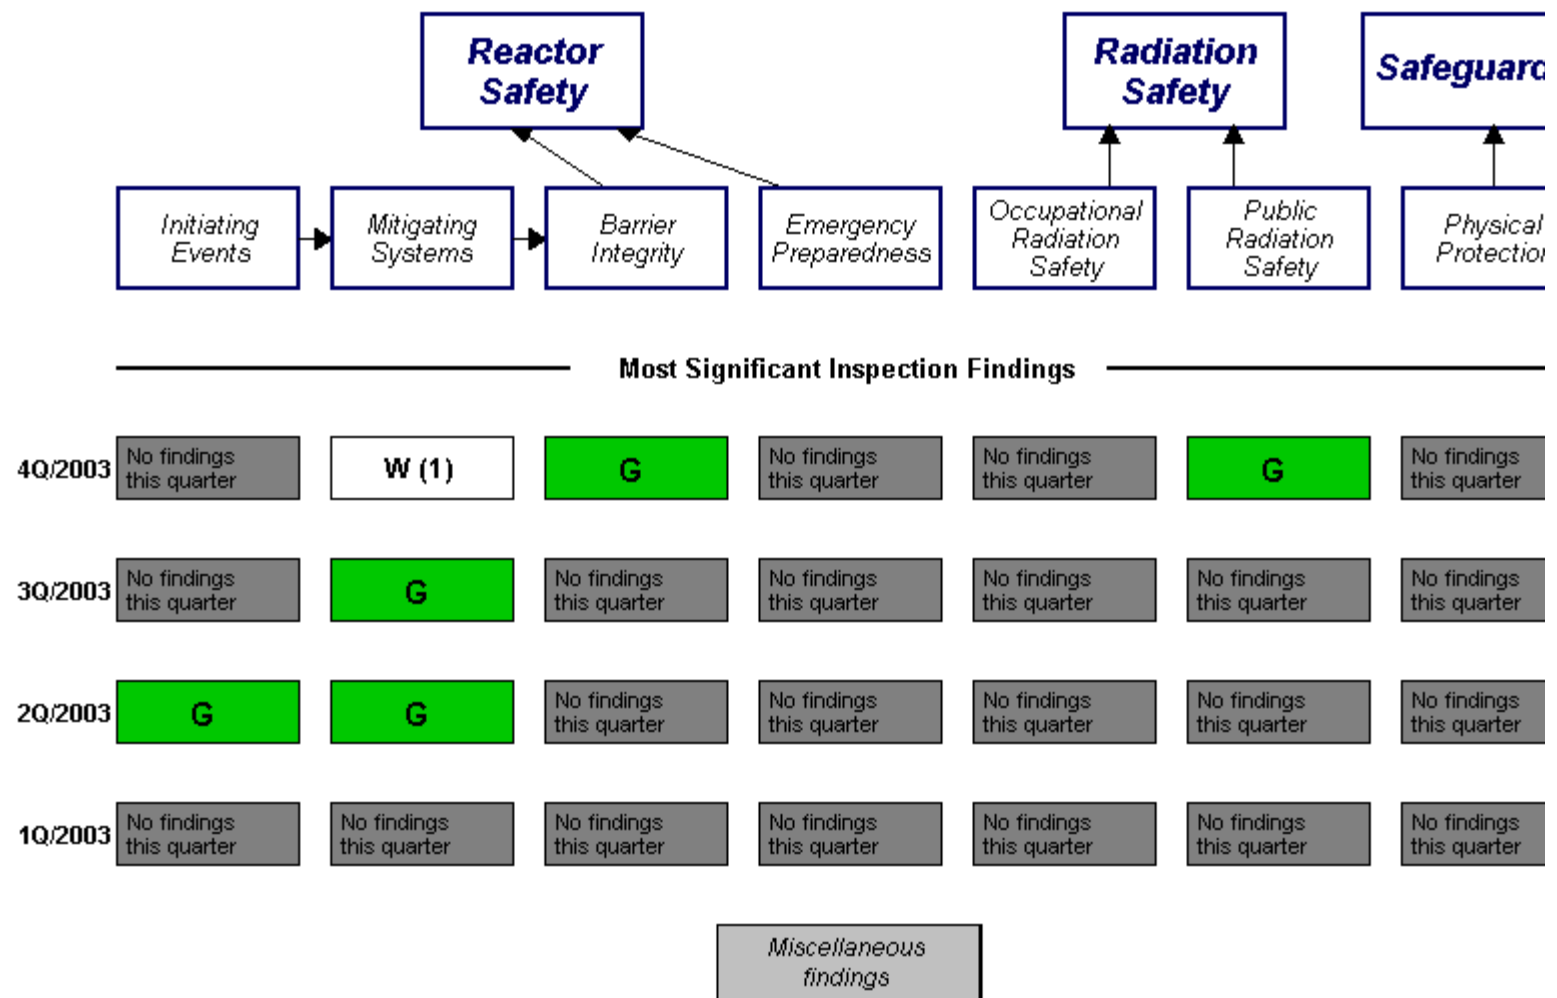 Reactor
Safety
Radiation
Safety
Safeguard
Initiating
Events
Mitigating
Systems
Barrier
Integrity
Emergency
Preparedness
Occupational
Radiation
Safety
Public
Radiation
Safety
Physical
Protection
Most Significant Inspection Findings
4Q/2003
No findings
this quarter
W (1)
G
No findings
this quarter
No findings
this quarter
G
No findings
this quarter
3Q/2003
No findings
this quarter
G
No findings
this quarter
No findings
this quarter
No findings
this quarter
No findings
this quarter
No findings
this quarter
2Q/2003
G
G
No findings
this quarter
No findings
this quarter
No findings
this quarter
No findings
this quarter
No findings
this quarter
1Q/2003
No findings
this quarter
No findings
this quarter
No findings
this quarter
No findings
this quarter
No findings
this quarter
No findings
this quarter
No findings
this quarter
Miscellaneous
findings